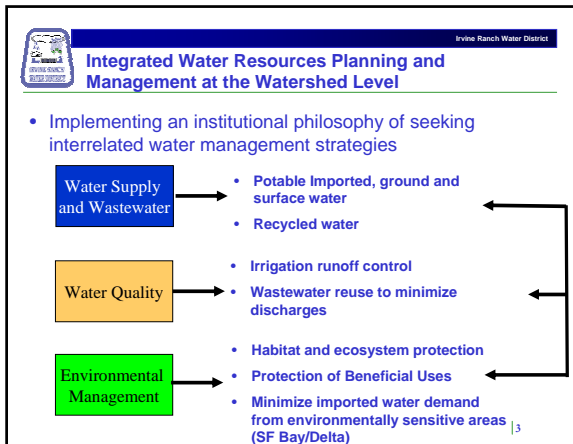 Irvine Ranch Water District
Integrated Water Resources Planning and
Management at the Watershed Level
• Implementing an institutional philosophy of seeking
interrelated water management strategies
Water Supply
and Wastewater
• Potable Imported, ground and
surface water
• Recycled water
Water Quality
• Irrigation runoff control
• Wastewater reuse to minimize
discharges
Environmental
Management
• Habitat and ecosystem protection
• Protection of Beneficial Uses
• Minimize imported water demand
from environmentally sensitive areas
(SF Bay/Delta)
3